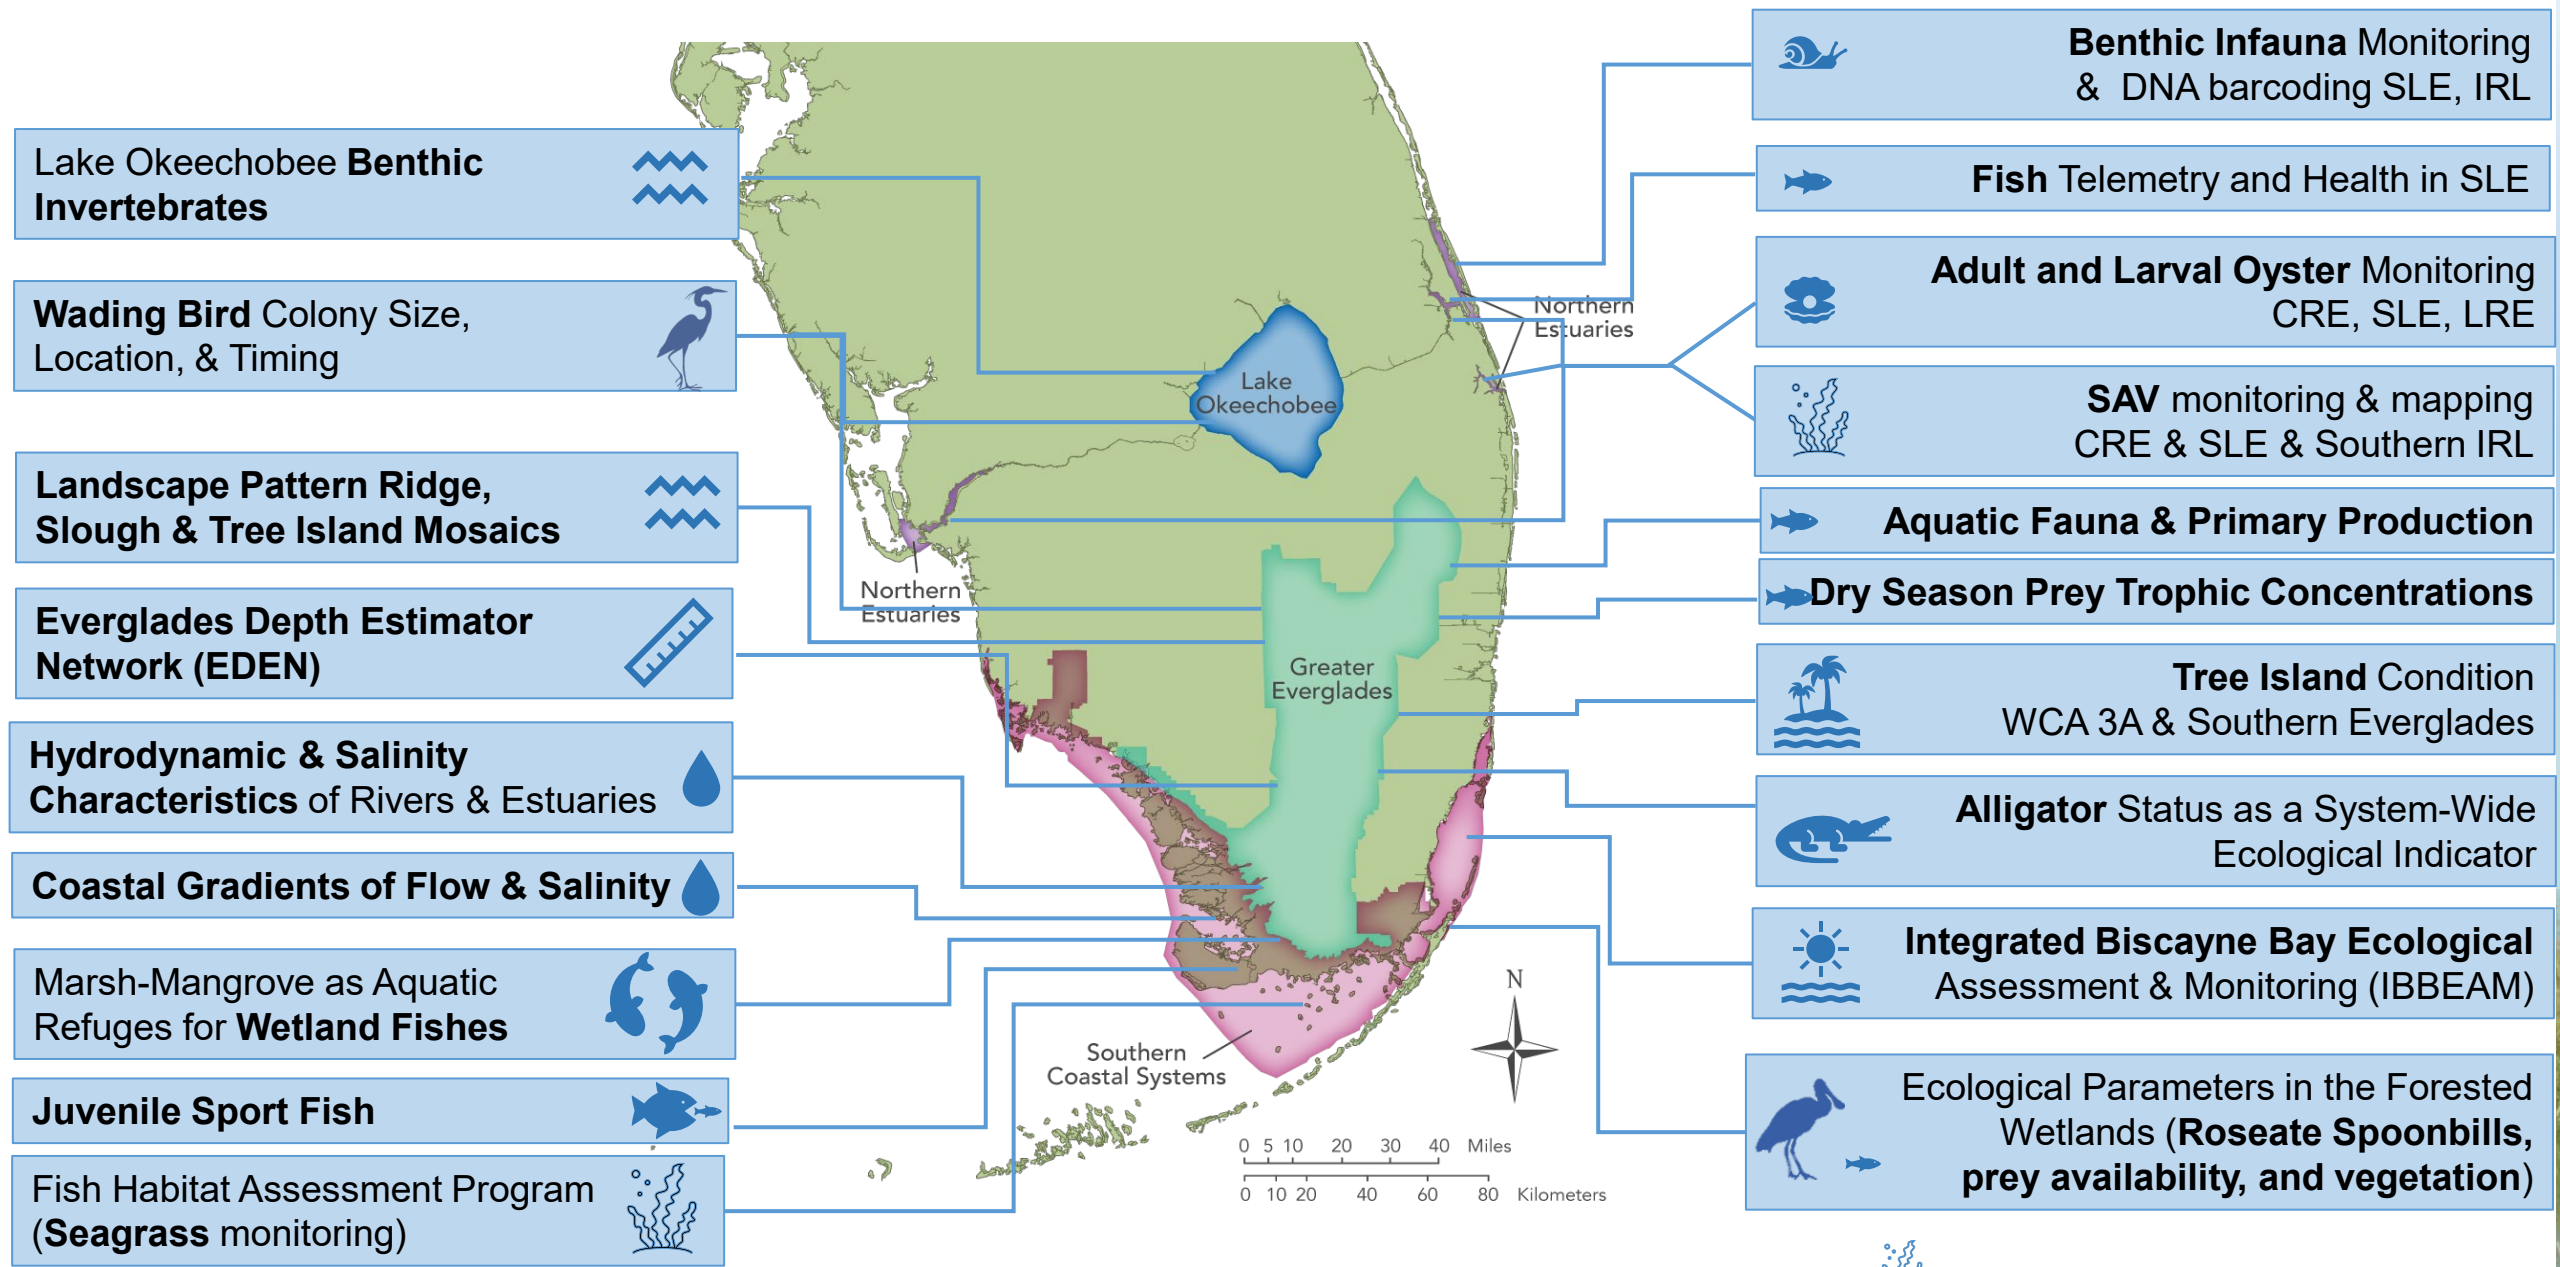 Lake Okeechobee Benthic
Invertebrates
Wading Bird Colony Size,
Location, & Timing
Landscape Pattern Ridge,
Slough & Tree Island Mosaics
Everglades Depth Estimator
Network (EDEN)
Hydrodynamic & Salinity
Characteristics of Rivers & Estuaries
Coastal Gradients of Flow & Salinity
Marsh-Mangrove as Aquatic
Refuges for Wetland Fishes
Juvenile Sport Fish
Fish Habitat Assessment Program
(Seagrass monitoring)
Northern
Estuaries
Lake
Okeechobee
Northern
Estuaries
Greater
Everglades
Southern
Coastal Systems
N
0 5 10 20 30 40 Miles
0 10 20 40 60 80 Kilometers
Benthic Infauna Monitoring
& DNA barcoding SLE, IRL
Fish Telemetry and Health in SLE
Adult and Larval Oyster Monitoring
CRE, SLE, LRE
SAV monitoring & mapping
CRE & SLE & Southern IRL
Aquatic Fauna & Primary Production
Dry Season Prey Trophic Concentrations
Tree Island Condition
WCA 3A & Southern Everglades
Alligator Status as a System-Wide
Ecological Indicator
Integrated Biscayne Bay Ecological
Assessment & Monitoring (IBBEAM)
Ecological Parameters in the Forested
Wetlands (Roseate Spoonbills,
prey availability, and vegetation)